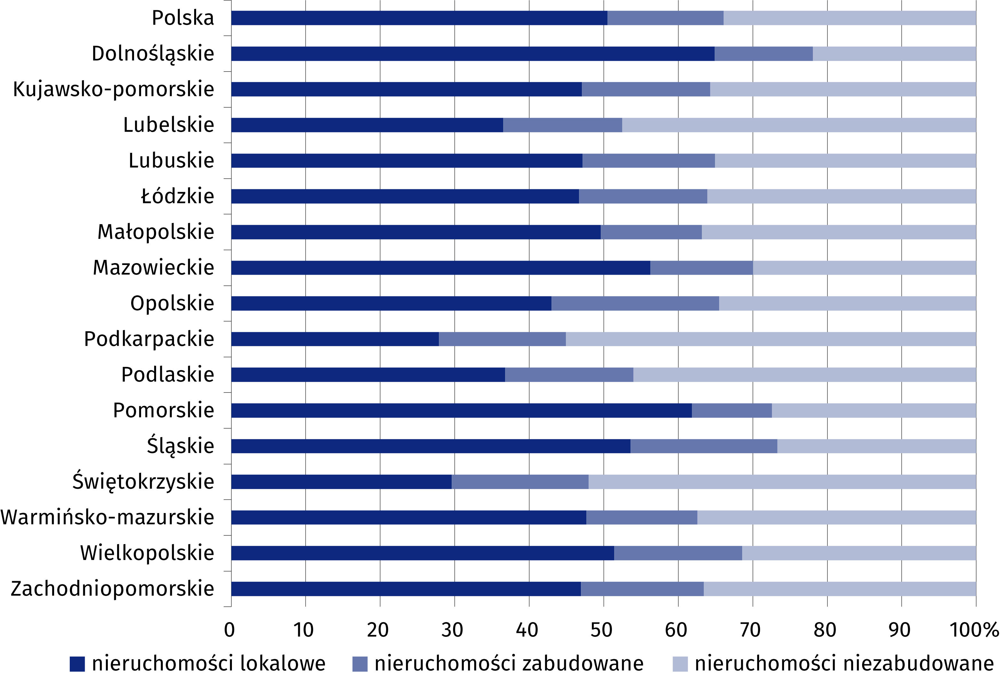 Polska
Dolnośląskie
Kujawsko-pomorskie
Lubelskie
Lubuskie
Łódzkie
Małopolskie
Mazowieckie
Opolskie
Podkarpackie
Podlaskie
Pomorskie
Śląskie
Świętokrzyskie
Warmińsko-mazurskie
Wielkopolskie
Zachodniopomorskie
0 10 20 30 40 50 60 70 80 90 100%
nieruchomości lokalowe nieruchomości zabudowane nieruchomości niezabudowane